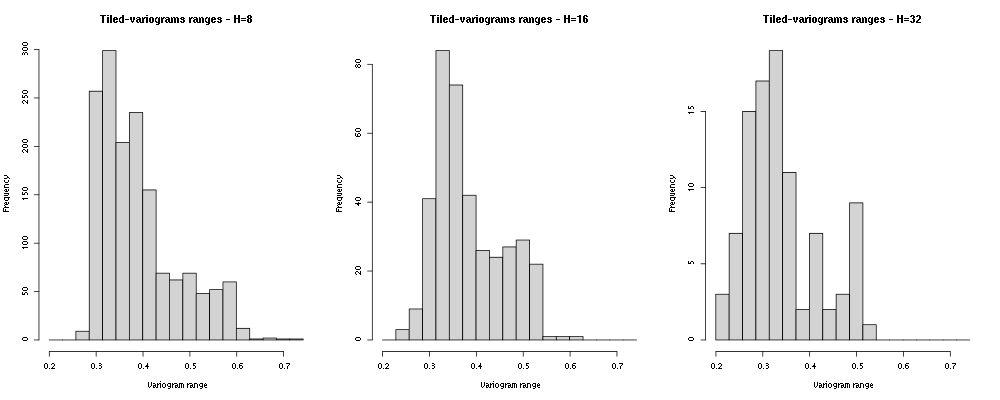 Tiled-variograms ranges - H=8
Frequency
300
250
200
150
100
50
0
0.2 0.3 0.4 0.5 0.6 0.7
Variogram range
Tiled-variograms ranges - H=16
Frequency
80
60
40
20
0
0.2 0.3 0.4 0.5 0.6 0.7
Variogram range
Tiled-variograms ranges - H=32
Frequency
15
10
5
0
0.2 0.3 0.4 0.5 0.6 0.7
Variogram range